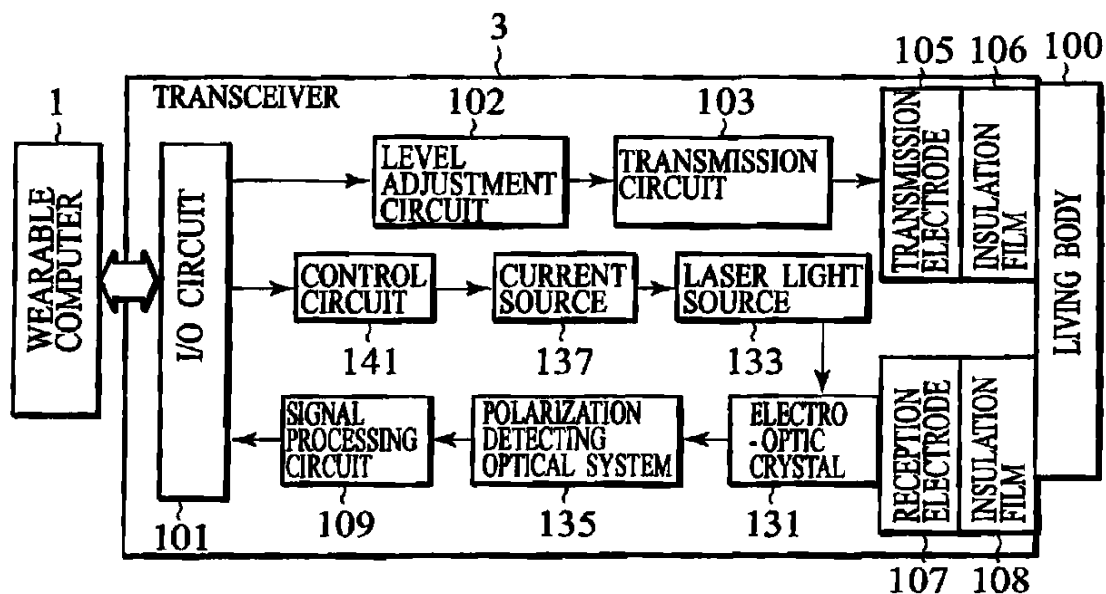 3
105
106
100
1
TRANSCEIVER
102
103
WEARABLE
COMPUTER
I/O CIRCUIT
LEVEL
ADJUSTMENT
CIRCUIT
TRANSMISSION
CIRCUIT
TRANSMISSION
ELECTRODE
INSULATION
FILM
LIVING BODY
CONTROL
CIRCUIT
CURRENT
SOURCE
LASER LIGHT
SOURCE
141
137
133
SIGNAL
PROCESSING
CIRCUIT
POLARIZATION
DETECTING
OPTICAL SYSTEM
ELECTRO
-OPTIC
CRYSTAL
RECEPTION
ELECTRODE
INSULATION
FILM
101
109
135
131
107
108